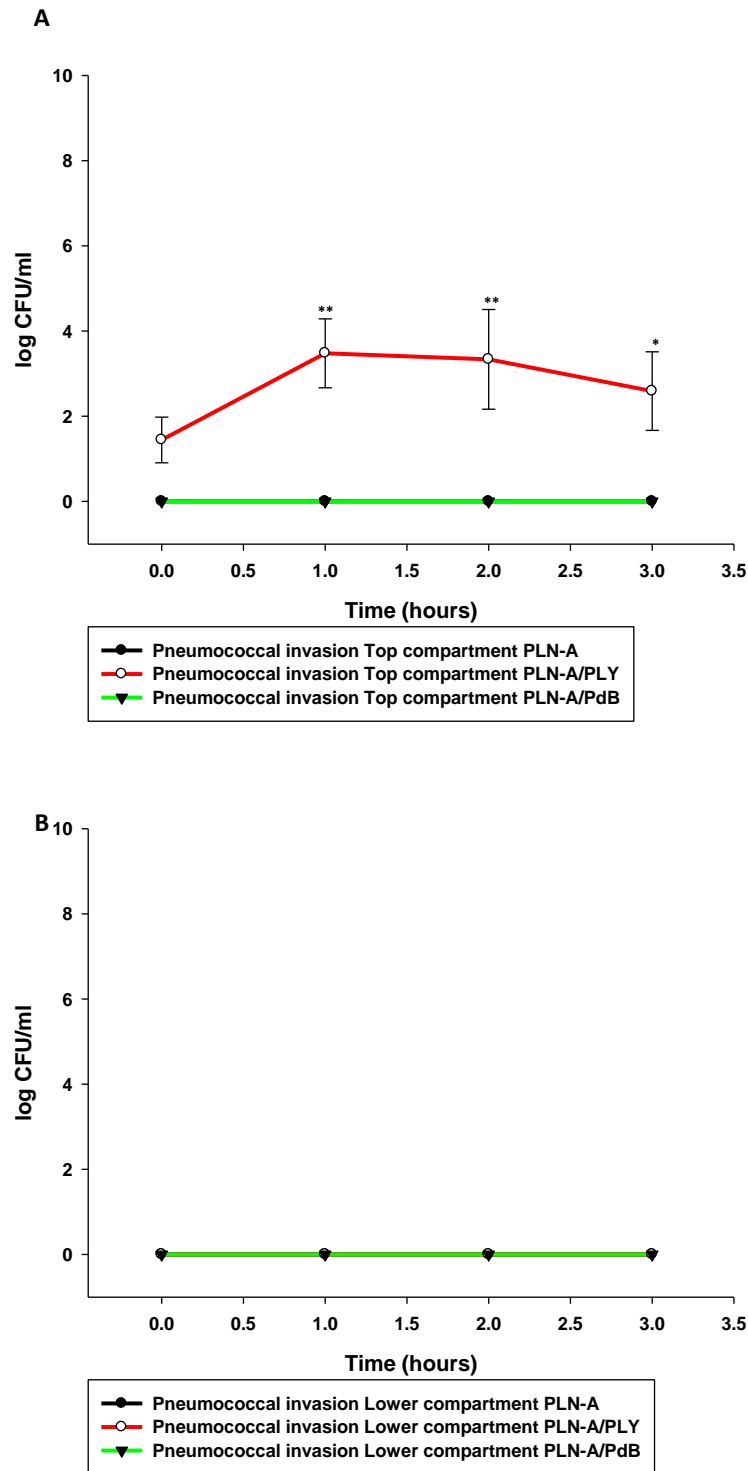 A
10
8
6
4
2
0
log CFU/ml
**
**
*
0.0 0.5 1.0 1.5 2.0 2.5 3.0 3.5
Time (hours)
Pneumococcal invasion Top compartment PLN-A
Pneumococcal invasion Top compartment PLN-A/PLY
Pneumococcal invasion Top compartment PLN-A/PdB
B
10
8
6
4
2
0
log CFU/ml
0.0 0.5 1.0 1.5 2.0 2.5 3.0 3.5
Time (hours)
Pneumococcal invasion Lower compartment PLN-A
Pneumococcal invasion Lower compartment PLN-A/PLY
Pneumococcal invasion Lower compartment PLN-A/PdB